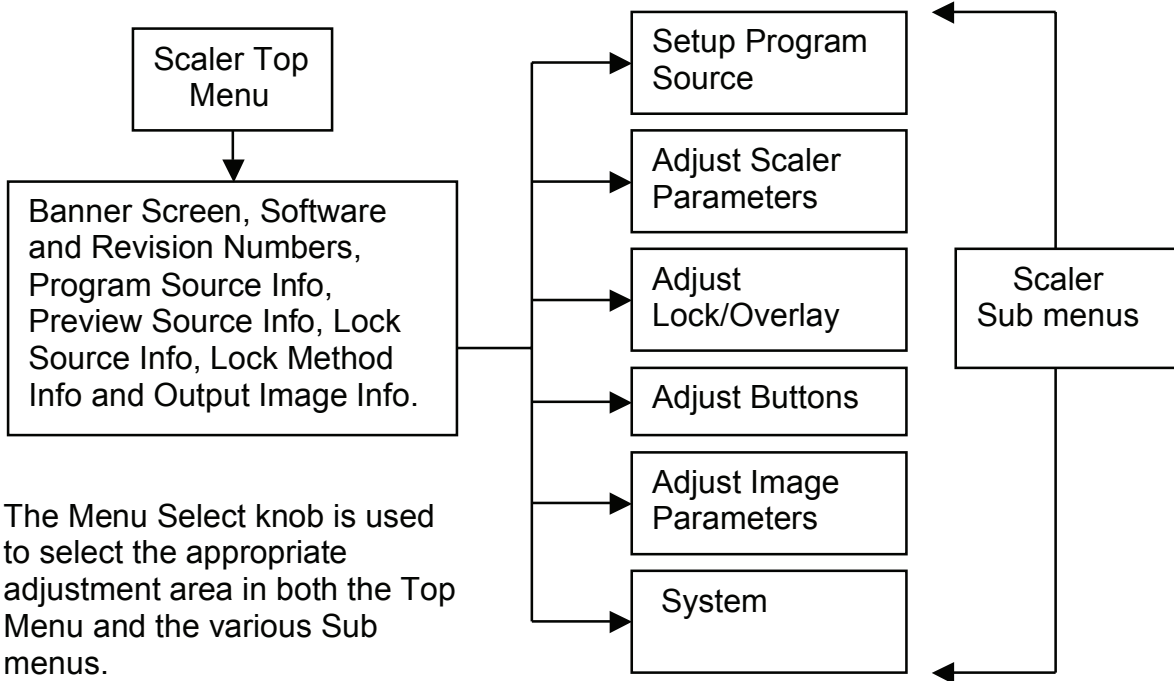 Scaler Top
Menu
Banner Screen, Software
and Revision Numbers,
Program Source Info,
Preview Source Info, Lock
Source Info, Lock Method
Info and Output Image Info.
The Menu Select knob is used
to select the appropriate
adjustment area in both the Top
Menu and the various Sub
menus.
Setup Program
Source
Adjust Scaler
Parameters
Adjust
Lock/Overlay
Adjust Buttons
Adjust Image
Parameters
System
Scaler
Sub menus